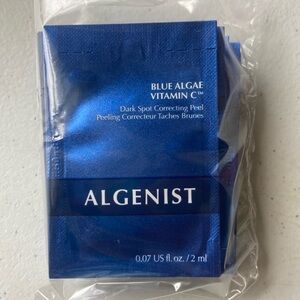 BLUE ALGAE
VITAMIN C™
Dark Spot Correcting Peel
Peeling Correcteur Taches Brunes
ALGENIST
0.07 US fl. oz. / 2 ml